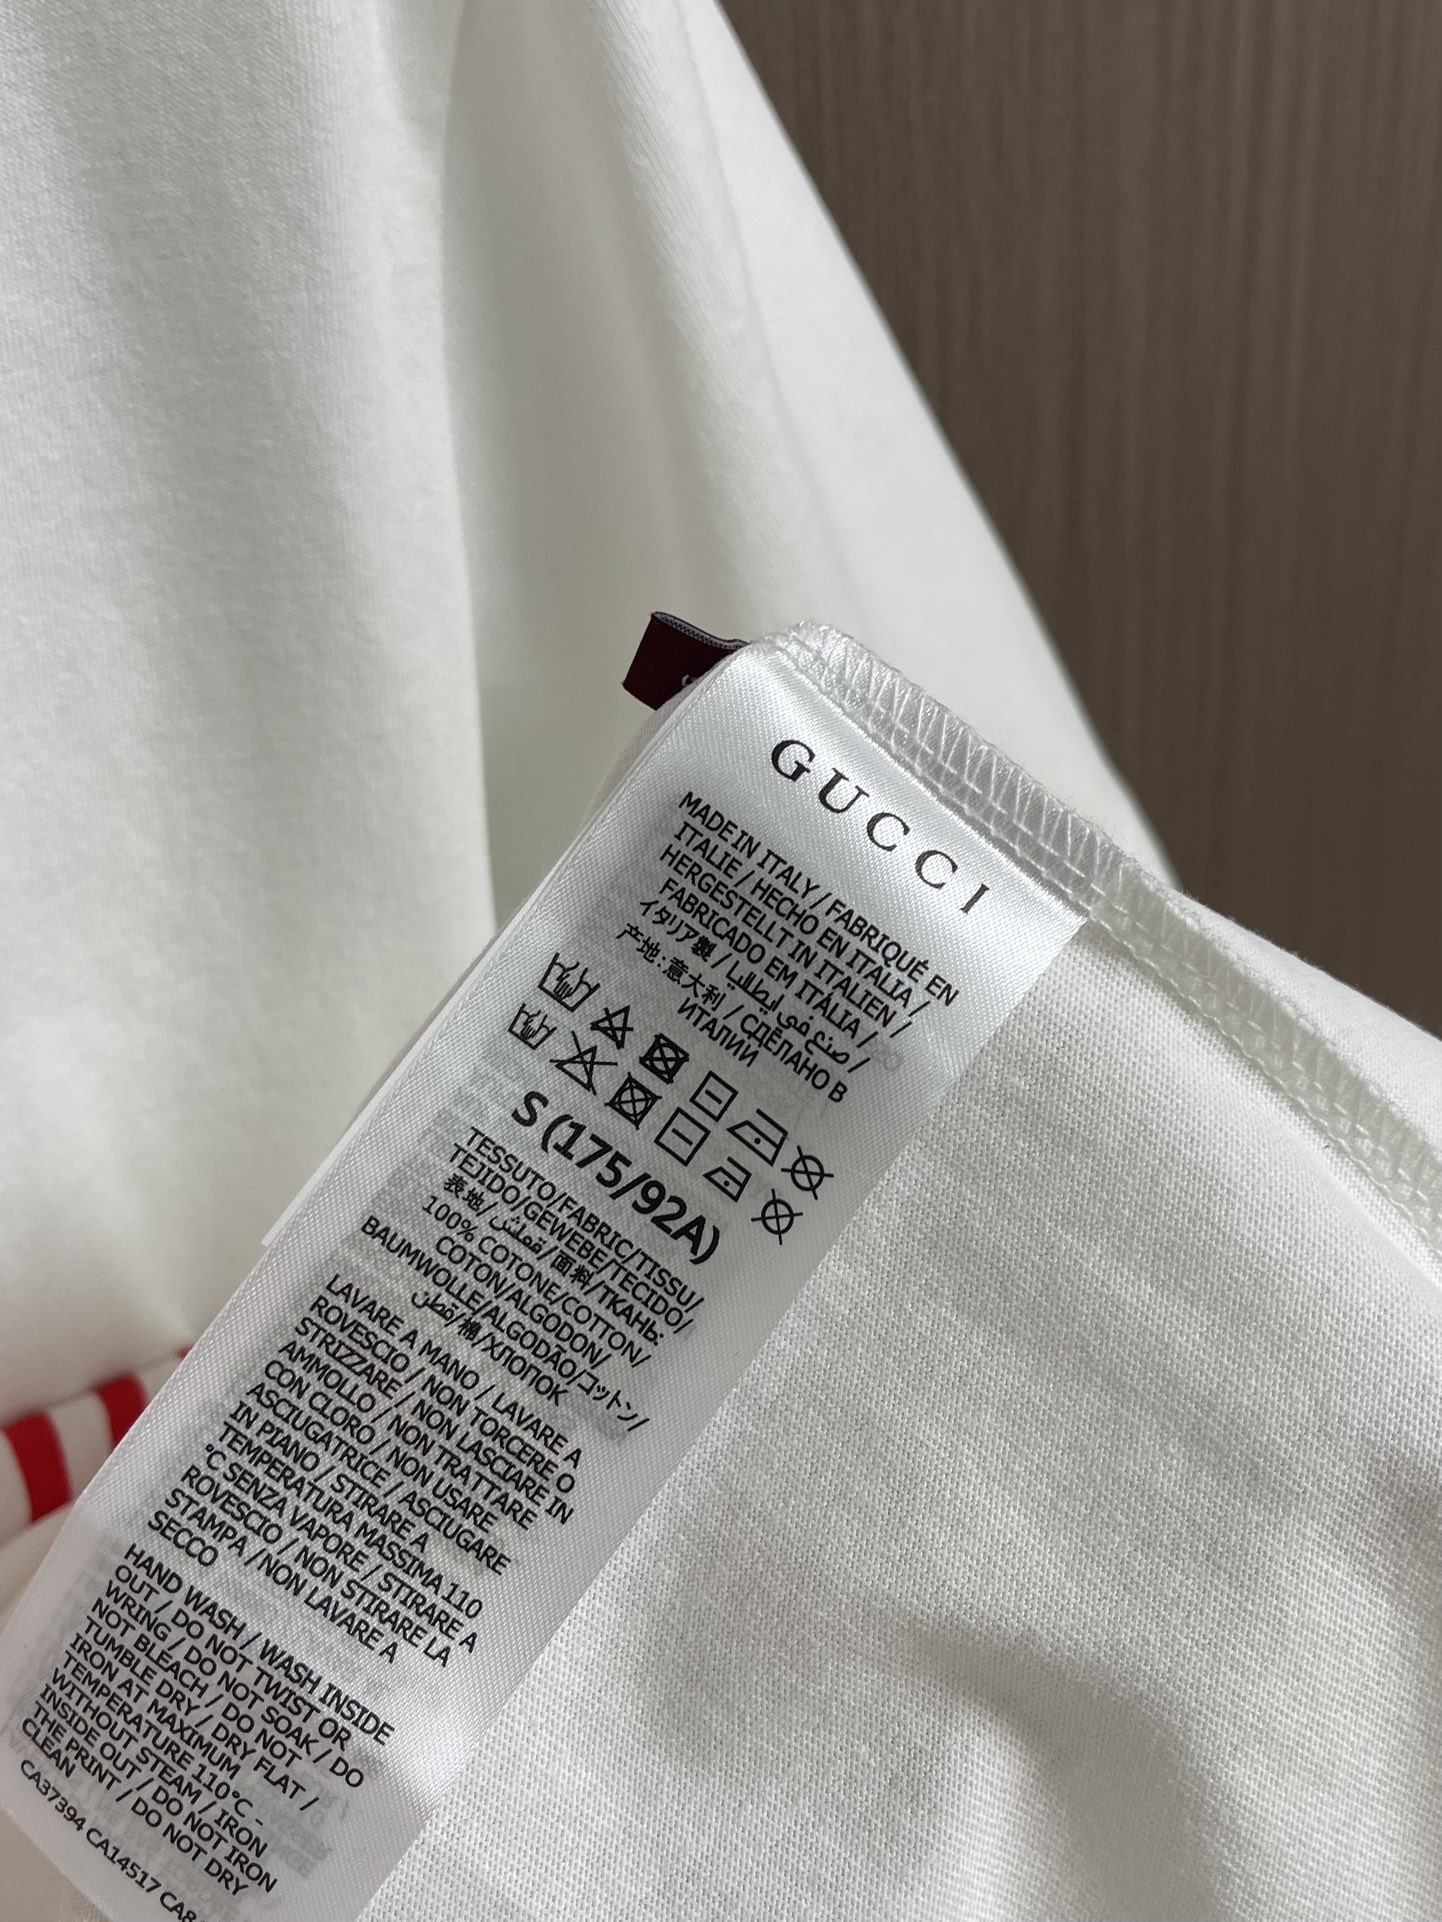 GUCCI
MADE IN ITALY / FABRIQUÉ EN
ITALIE / HECHO EN ITALIA /
HERGESTELLT IN ITALIEN /
FABRICADO EM ITÁLIA /
イタリア製 / صنع في إيطاليا /
产地:意大利 / СДЕЛАНО В
ИТАЛИИ
S (175/92A)
TESSUTO/FABRIC/TISSU/
TEJIDO/GEWEBE/TECIDO/
表地/قماش/面料/ТКАНЬ:
100% COTONE/COTTON/
COTON/ALGODON/
BAUMWOLLE/ALGODÃO/コットン/
قطن/棉/ХЛОПОК
LAVARE A MANO / LAVARE A
ROVESCIO / NON TORCERE O
STRIZZARE / NON LASCIARE IN
AMMOLLO / NON TRATTARE
CON CLORO / NON USARE
ASCIUGATRICE / ASCIUGARE
IN PIANO / STIRARE A
TEMPERATURA MASSIMA 110
°C SENZA VAPORE / STIRARE A
ROVESCIO / NON STIRARE LA
STAMPA /NON LAVARE A
SECCO
HAND WASH / WASH INSIDE
OUT / DO NOT TWIST OR
WRING / DO NOT SOAK / DO
NOT BLEACH / DO NOT
TUMBLE DRY / DRY FLAT /
IRON AT MAXIMUM
TEMPERATURE 110°C –
WITHOUT STEAM / IRON
INSIDE OUT / DO NOT IRON
THE PRINT / DO NOT DRY
CLEAN
CA37394 CA14517